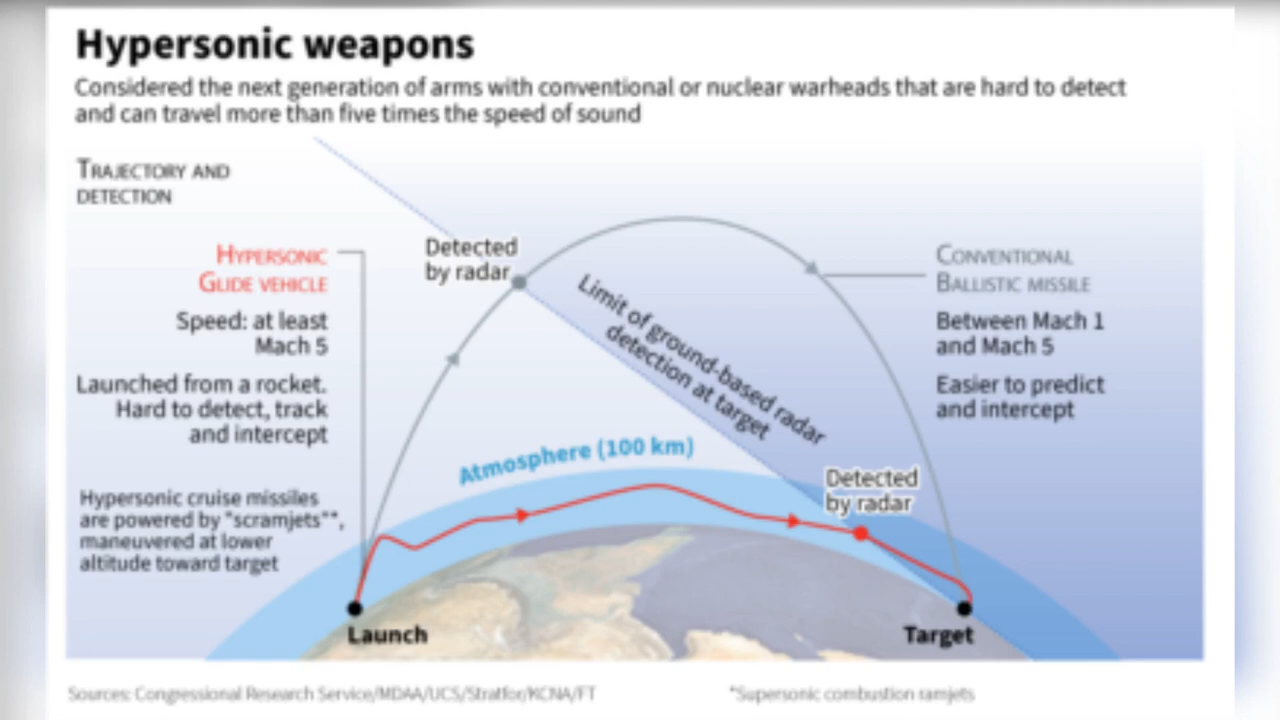 Hypersonic weapons
Considered the next generation of arms with conventional or nuclear warheads that are hard to detect
and can travel more than five times the speed of sound
TRAJECTORY AND
DETECTION
HYPERSONIC
GLIDE VEHICLE
Speed: at least
Mach 5
Launched from a rocket.
Hard to detect, track
and intercept
Hypersonic cruise missiles
are powered by "scramjets"*,
maneuvered at lower
altitude toward target
Detected
by radar
Limit of ground-based radar
detection at target
Atmosphere (100 km)
CONVENTIONAL
BALLISTIC MISSILE
Between Mach 1
and Mach 5
Easier to predict
and intercept
Detected
by radar
Launch
Target
Sources: Congressional Research Service/MDAA/UCS/Stratfor/KCNA/FT
*Supersonic combustion ramjets